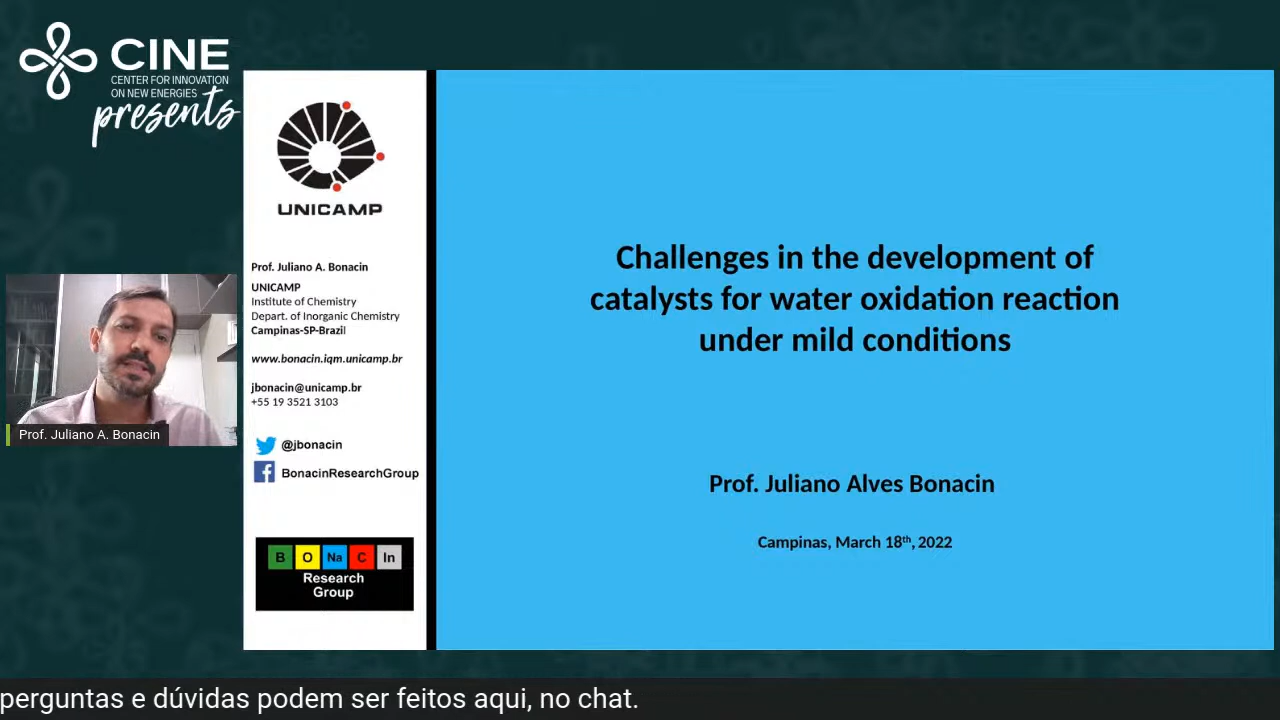 CINE
CENTER FOR INNOVATION
ON NEW ENERGIES
presents
UNICAMP
Prof. Juliano A. Bonacin
UNICAMP
Institute of Chemistry
Depart. of Inorganic Chemistry
Campinas-SP-Brazil
www.bonacin.iqm.unicamp.br
jbonacin@unicamp.br
+55 19 3521 3103
@jbonacin
BonacinResearchGroup
B O Na C In
Research
Group
Challenges in the development of
catalysts for water oxidation reaction
under mild conditions
Prof. Juliano Alves Bonacin
Campinas, March 18th, 2022
Prof. Juliano A. Bonacin
perguntas e dúvidas podem ser feitos aqui, no chat.